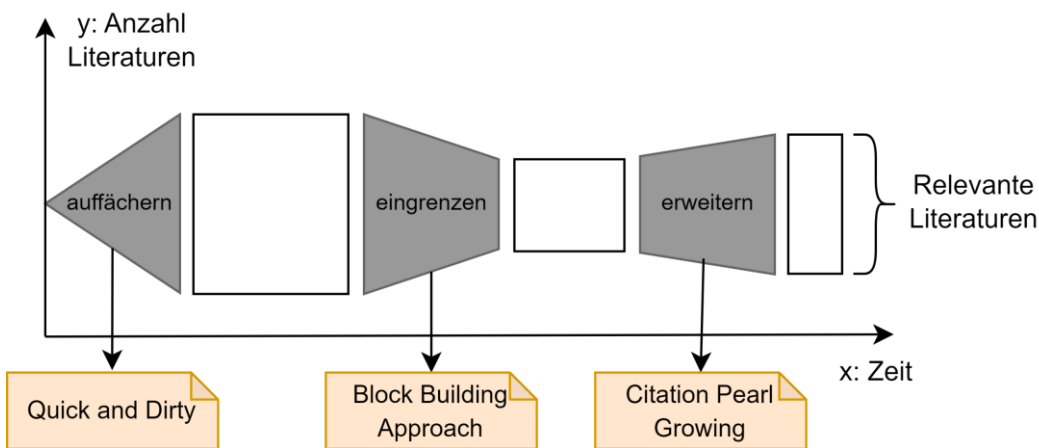 y: Anzahl
Literaturen
auffächern
eingrenzen
erweitern
Relevante
Literaturen
x: Zeit
Quick and Dirty
Block Building
Approach
Citation Pearl
Growing